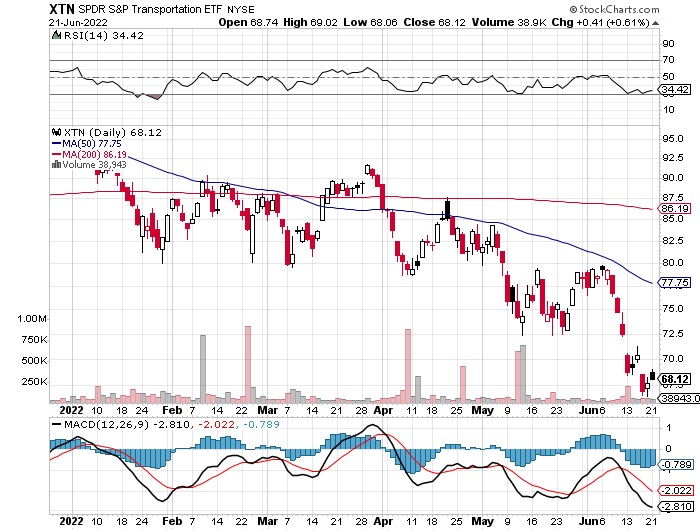 XTN SPDR S&P Transportation ETF NYSE © StockCharts.com
21-Jun-2022 Open 68.74 High 69.02 Low 68.06 Close 68.12 Volume 38.9K Chg +0.41 (+0.61%)
RSI(14) 34.42
90
70
50
34.42
30
10
XTN (Daily) 68.12
MA(50) 77.75
MA(200) 86.19
Volume 38,943
95.0
92.5
90.0
87.5
86.19
85.0
82.5
80.0
77.75
75.0
72.5
70.0
68.12
67.5
38943.0
1.00M
750K
500K
250K
2022 10 18 24 Feb 7 14 22 Mar 7 14 21 28 Apr 11 18 25 May 9 16 23 Jun 6 13 21
MACD(12,26,9) -2.810, -2.022, -0.789
1
0
-0.789
-2.022
-2.810
2022 10 18 24 Feb 7 14 22 Mar 7 14 21 28 Apr 11 18 25 May 9 16 23 Jun 6 13 21